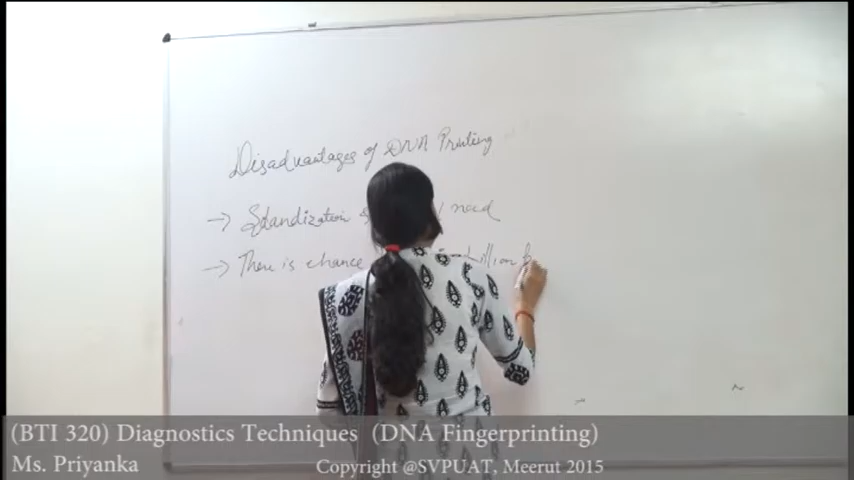 Disadvantages of DNA Printing
→ Standization need
→ There is chance billion
(BTI 320) Diagnostics Techniques (DNA Fingerprinting)
Ms. Priyanka
Copyright @SVPUAT, Meerut 2015